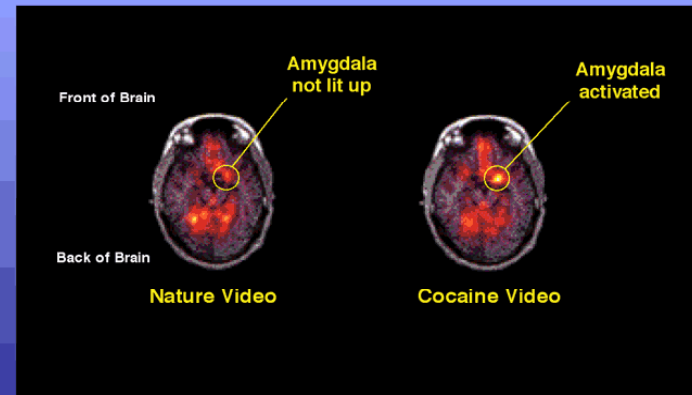 Amygdala
not lit up
Amygdala
activated
Front of Brain
Back of Brain
Nature Video
Cocaine Video